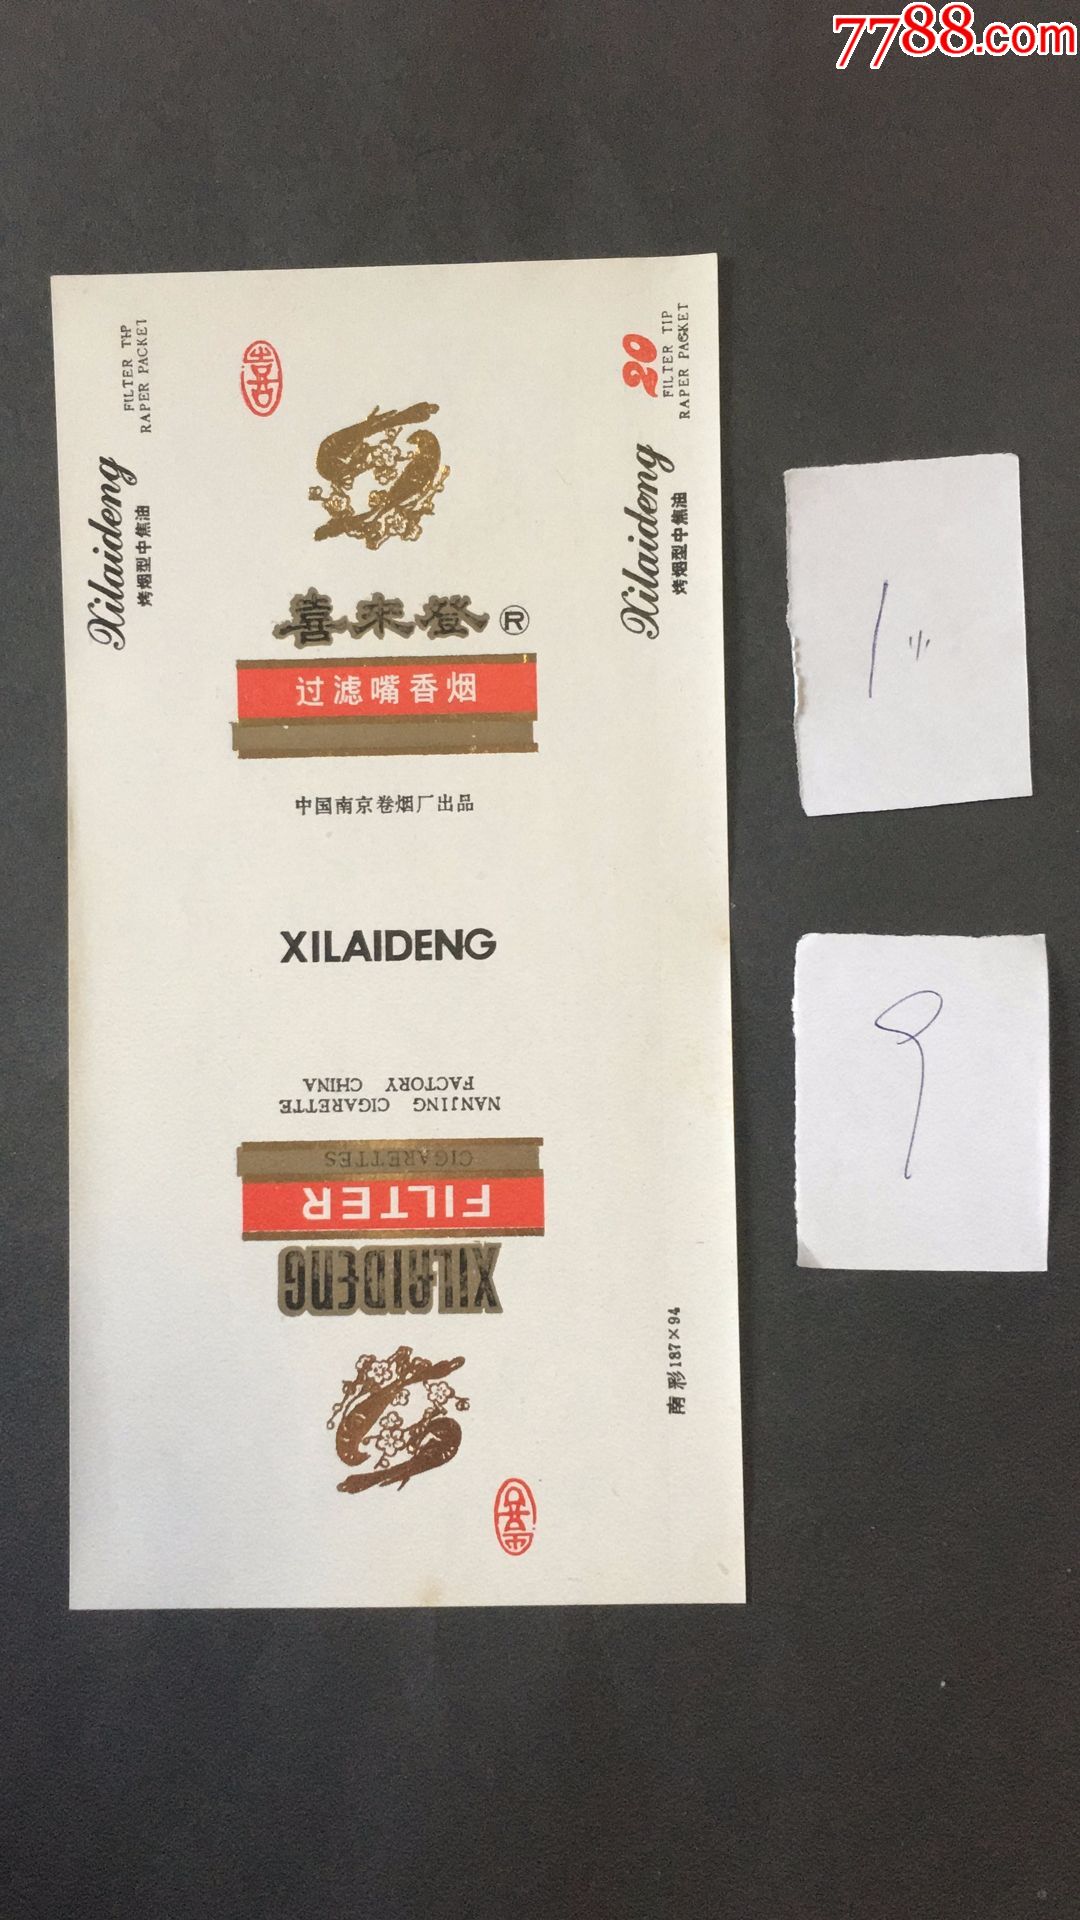 7788.com
FILTER TIP
RAPER PACKET
Xilaideng
烤烟型中焦油
喜
喜来登®
过滤嘴香烟
中国南京卷烟厂出品
XILAIDENG
20
FILTER TIP
RAPER PACKET
Xilaideng
烤烟型中焦油
NANJING CIGARETTE
FACTORY CHINA
CIGARETTES
FILTER
XILAIDENG
喜
南彩187×94
1
9